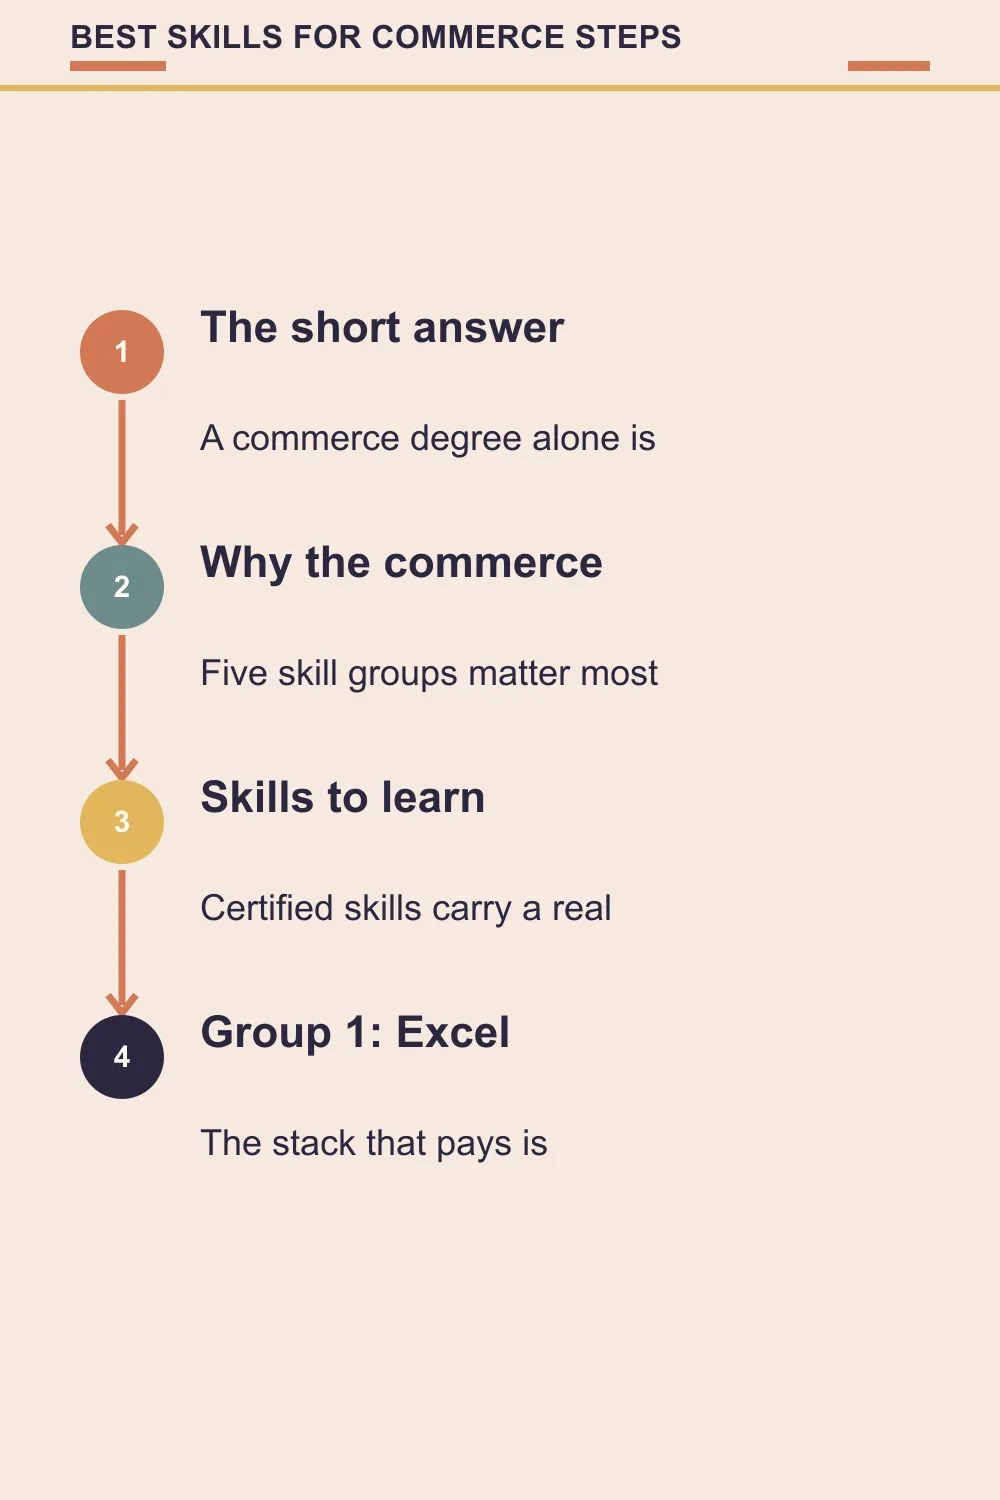 BEST SKILLS FOR COMMERCE STEPS
1
The short answer
A commerce degree alone is
2
Why the commerce
Five skill groups matter most
3
Skills to learn
Certified skills carry a real
4
Group 1: Excel
The stack that pays is